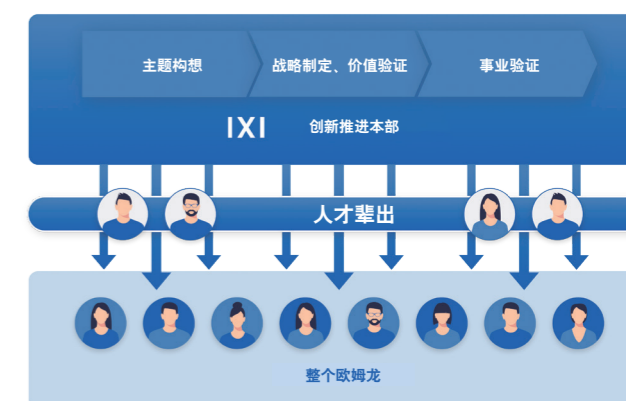 主题构想
战略制定、价值验证
事业验证
IXI 创新推进本部
人才辈出
整个欧姆龙